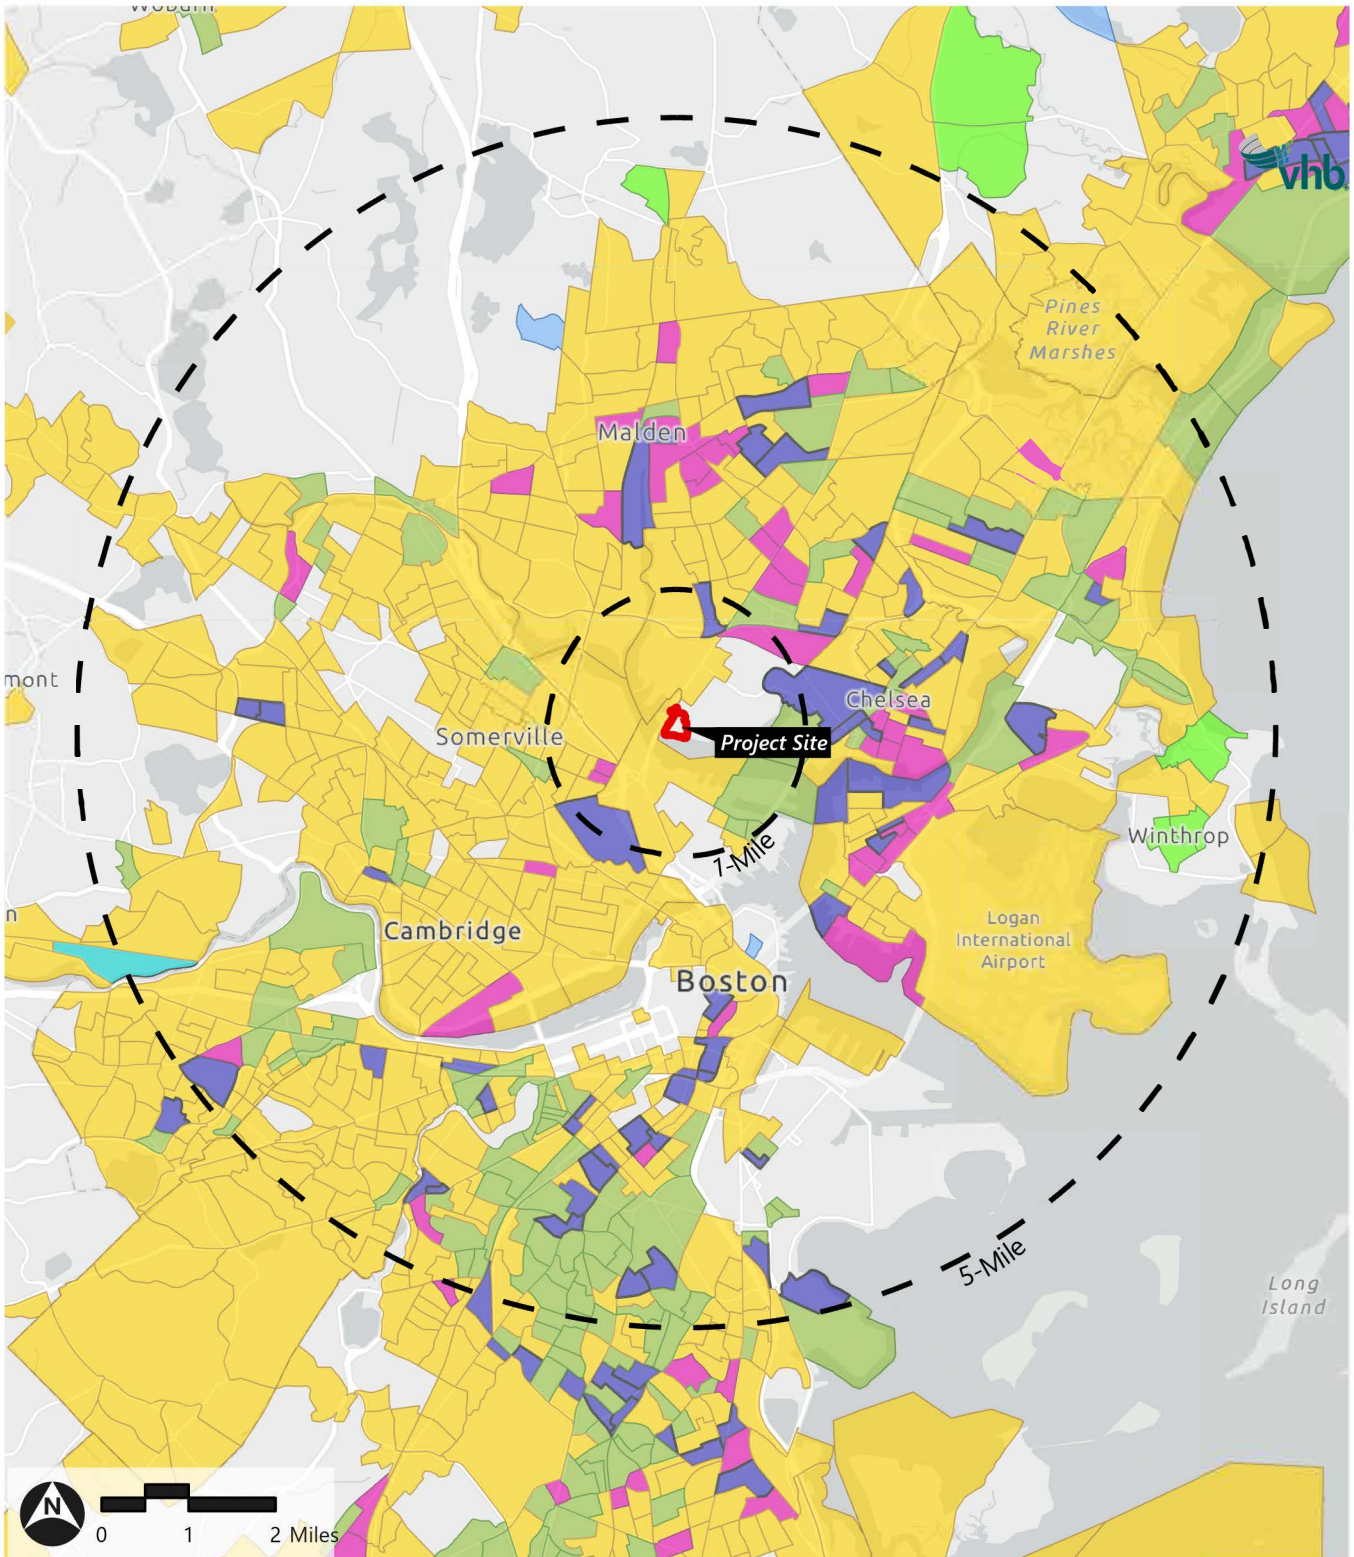 Woburn
vhb
Pines
River
Marshes
Malden
mont
Chelsea
Somerville
Project Site
1-Mile
Winthrop
n
Cambridge
Logan
International
Airport
Boston
5-Mile
Long
Island
N
0 1 2 Miles